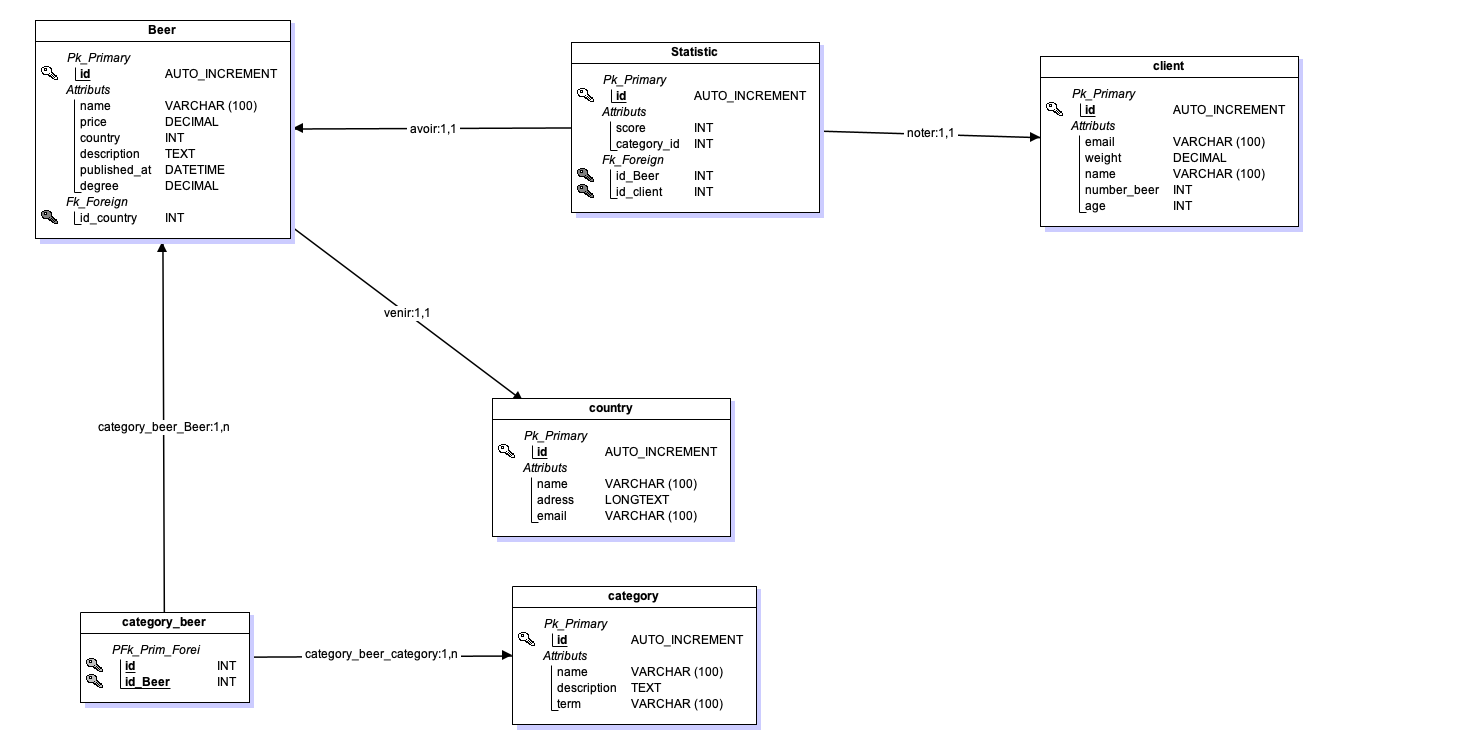 Beer
Pk_Primary
id AUTO_INCREMENT
Attributs
name VARCHAR (100)
price DECIMAL
country INT
description TEXT
published_at DATETIME
degree DECIMAL
Fk_Foreign
id_country INT
avoir:1,1
Statistic
Pk_Primary
id AUTO_INCREMENT
Attributs
score INT
category_id INT
Fk_Foreign
id_Beer INT
id_client INT
noter:1,1
client
Pk_Primary
id AUTO_INCREMENT
Attributs
email VARCHAR (100)
weight DECIMAL
name VARCHAR (100)
number_beer INT
age INT
venir:1,1
category_beer_Beer:1,n
country
Pk_Primary
id AUTO_INCREMENT
Attributs
name VARCHAR (100)
adress LONGTEXT
email VARCHAR (100)
category_beer
PFk_Prim_Forei
id INT
id_Beer INT
category_beer_category:1,n
category
Pk_Primary
id AUTO_INCREMENT
Attributs
name VARCHAR (100)
description TEXT
term VARCHAR (100)